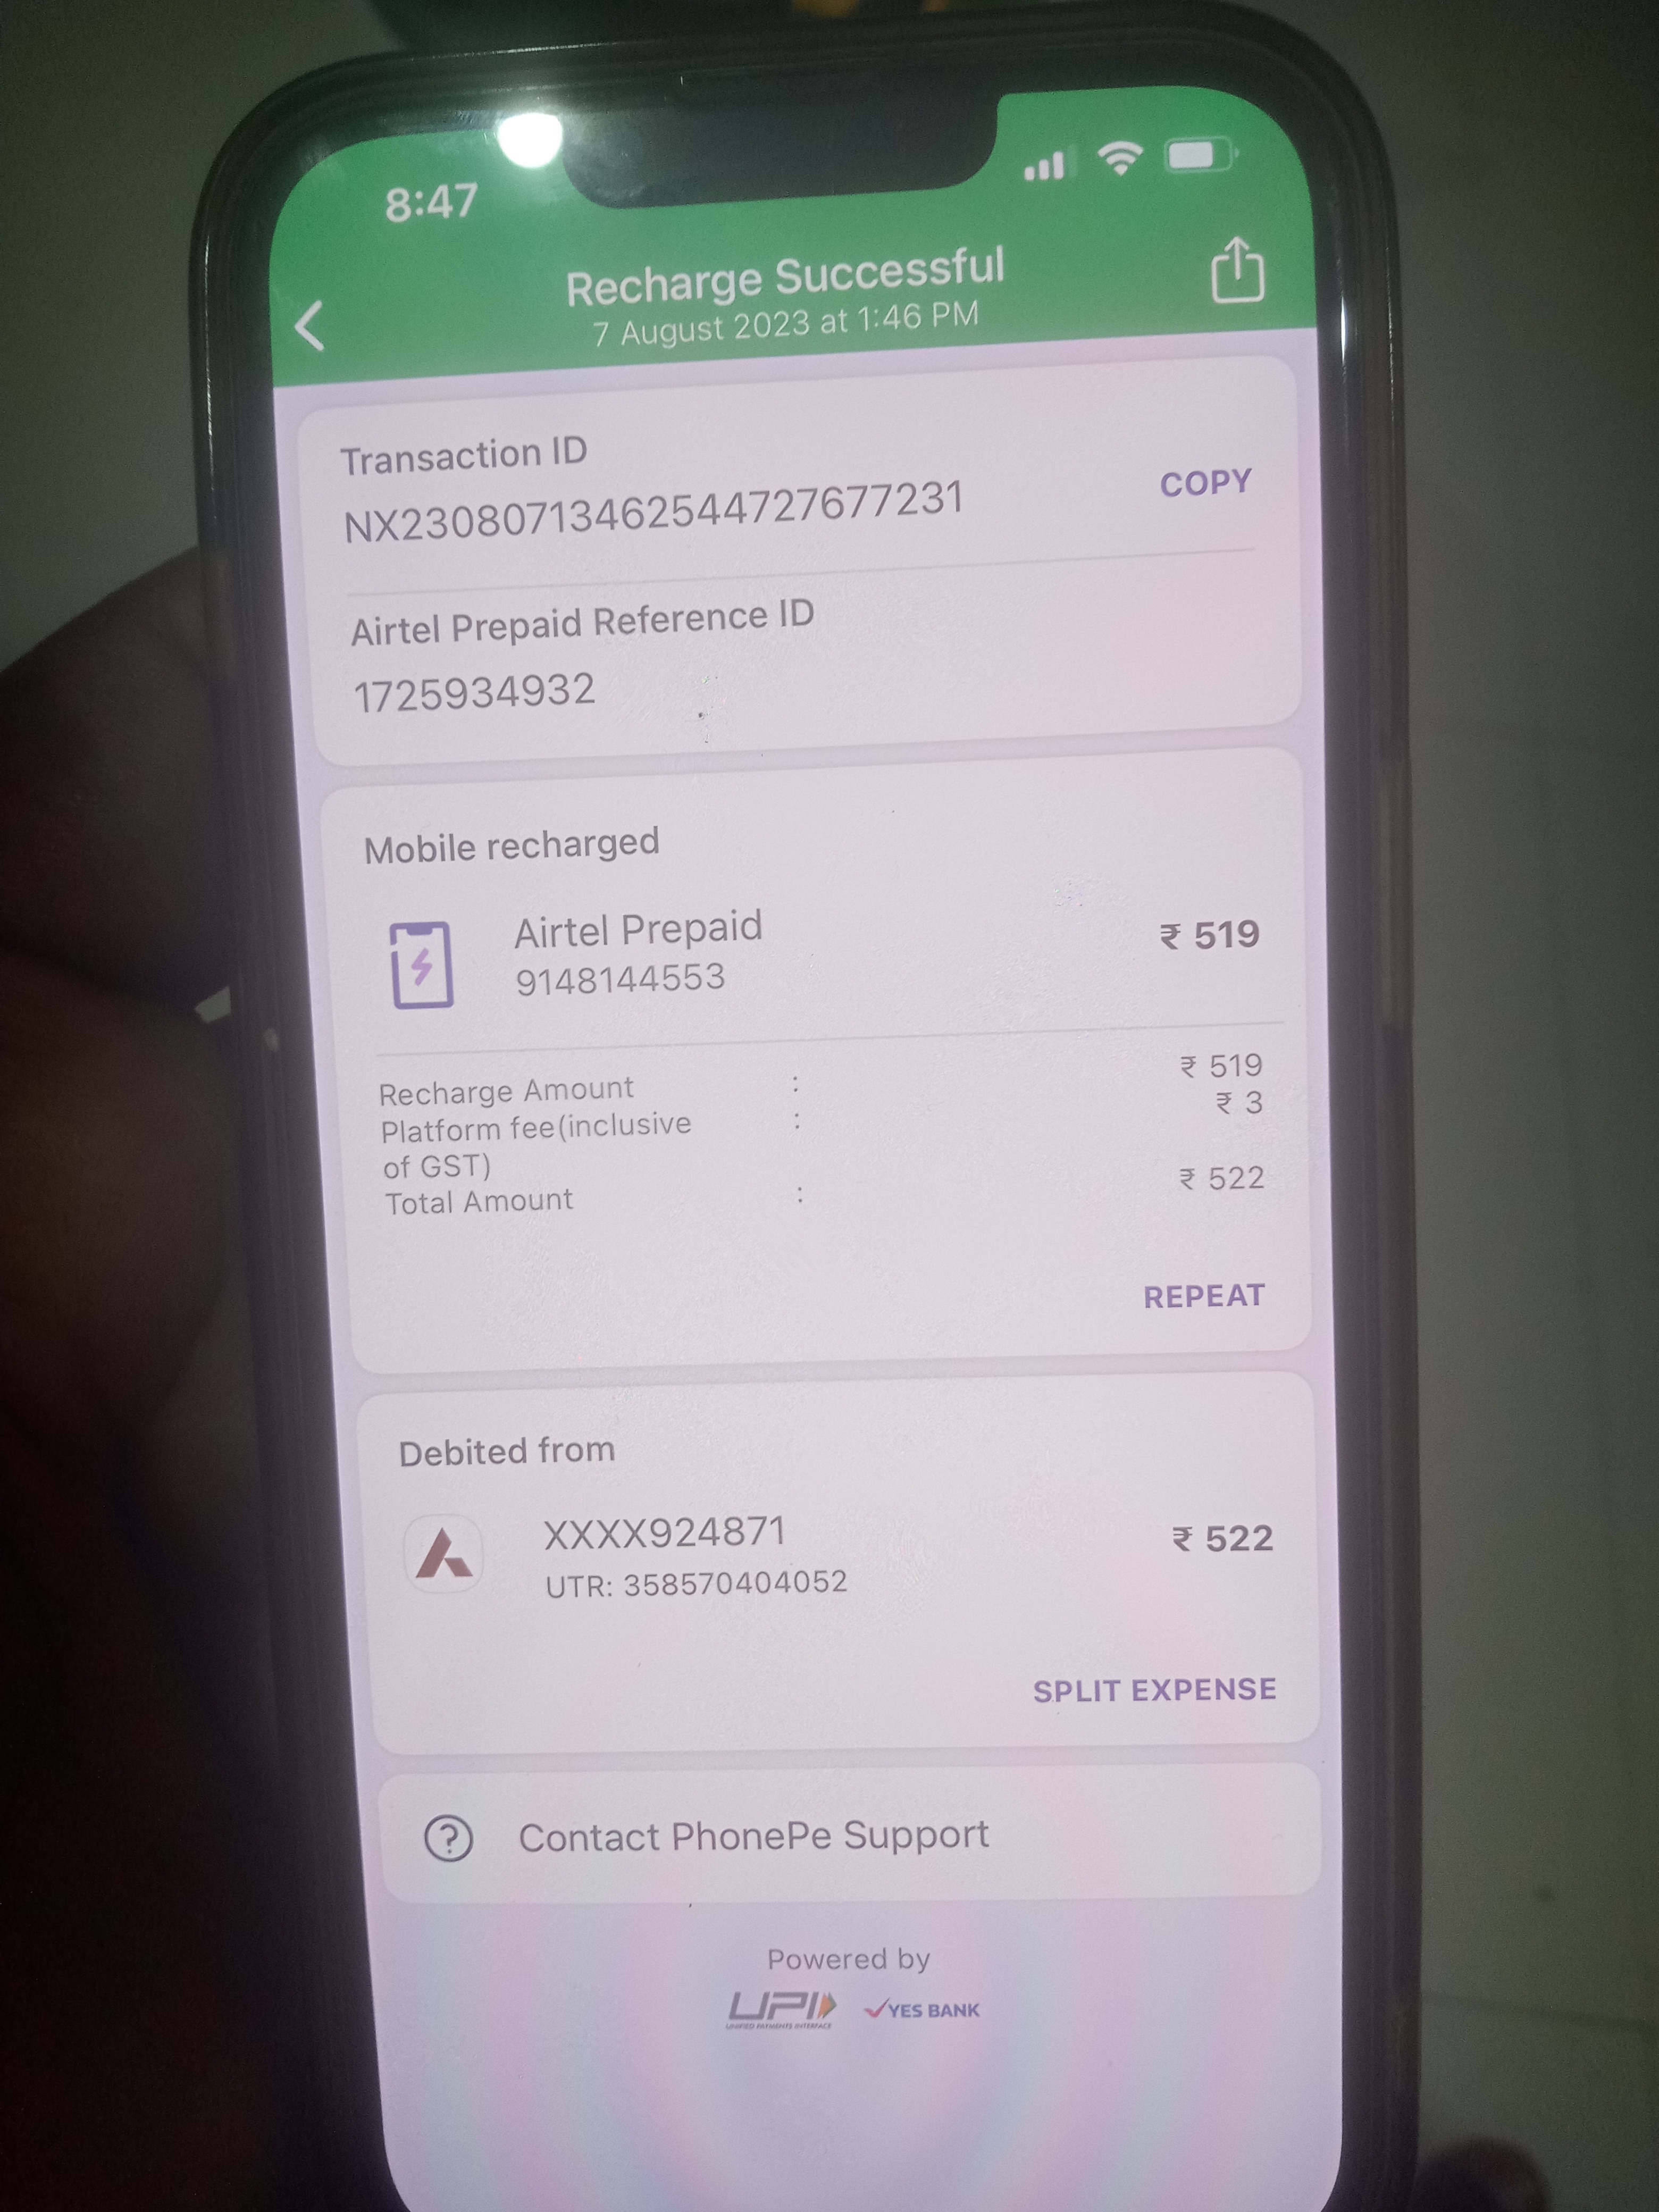 8:47
Recharge Successful
7 August 2023 at 1:46 PM
Transaction ID
NX23080713462544727677231
COPY
Airtel Prepaid Reference ID
1725934932
Mobile recharged
Airtel Prepaid
₹ 519
9148144553
Recharge Amount : ₹ 519
Platform fee(inclusive : ₹ 3
of GST)
Total Amount : ₹ 522
REPEAT
Debited from
XXXX924871
₹ 522
UTR: 358570404052
SPLIT EXPENSE
Contact PhonePe Support
Powered by
UPI
UNIFIED PAYMENTS INTERFACE
YES BANK